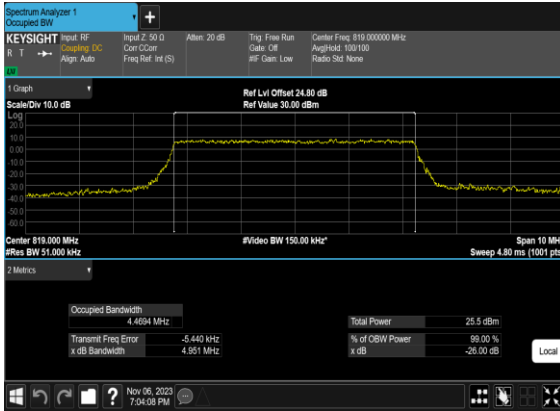 Spectrum Analyzer 1
Occupied BW
+
KEYSIGHT Input: RF Input Z: 50 Ω Atten: 20 dB Trig: Free Run Center Freq: 819.000000 MHz
R T Coupling: DC Corr CCorr Gate: Off Avg|Hold: 100/100
Align: Auto Freq Ref: Int (S) #IF Gain: Low Radio Std: None
1 Graph
Ref Lvl Offset 24.80 dB
Scale/Div 10.0 dB Ref Value 30.00 dBm
Log
20.0
10.0
0.00
-10.0
-20.0
-30.0
-40.0
-50.0
-60.0
Center 819.000 MHz #Video BW 150.00 kHz* Span 10 MH
#Res BW 51.000 kHz Sweep 4.80 ms (1001 pts
2 Metrics
Occupied Bandwidth
4.4694 MHz Total Power 25.5 dBm
Transmit Freq Error -5.440 kHz % of OBW Power 99.00 %
x dB Bandwidth 4.951 MHz x dB -26.00 dB
Local
? Nov 06, 2023
7:04:08 PM